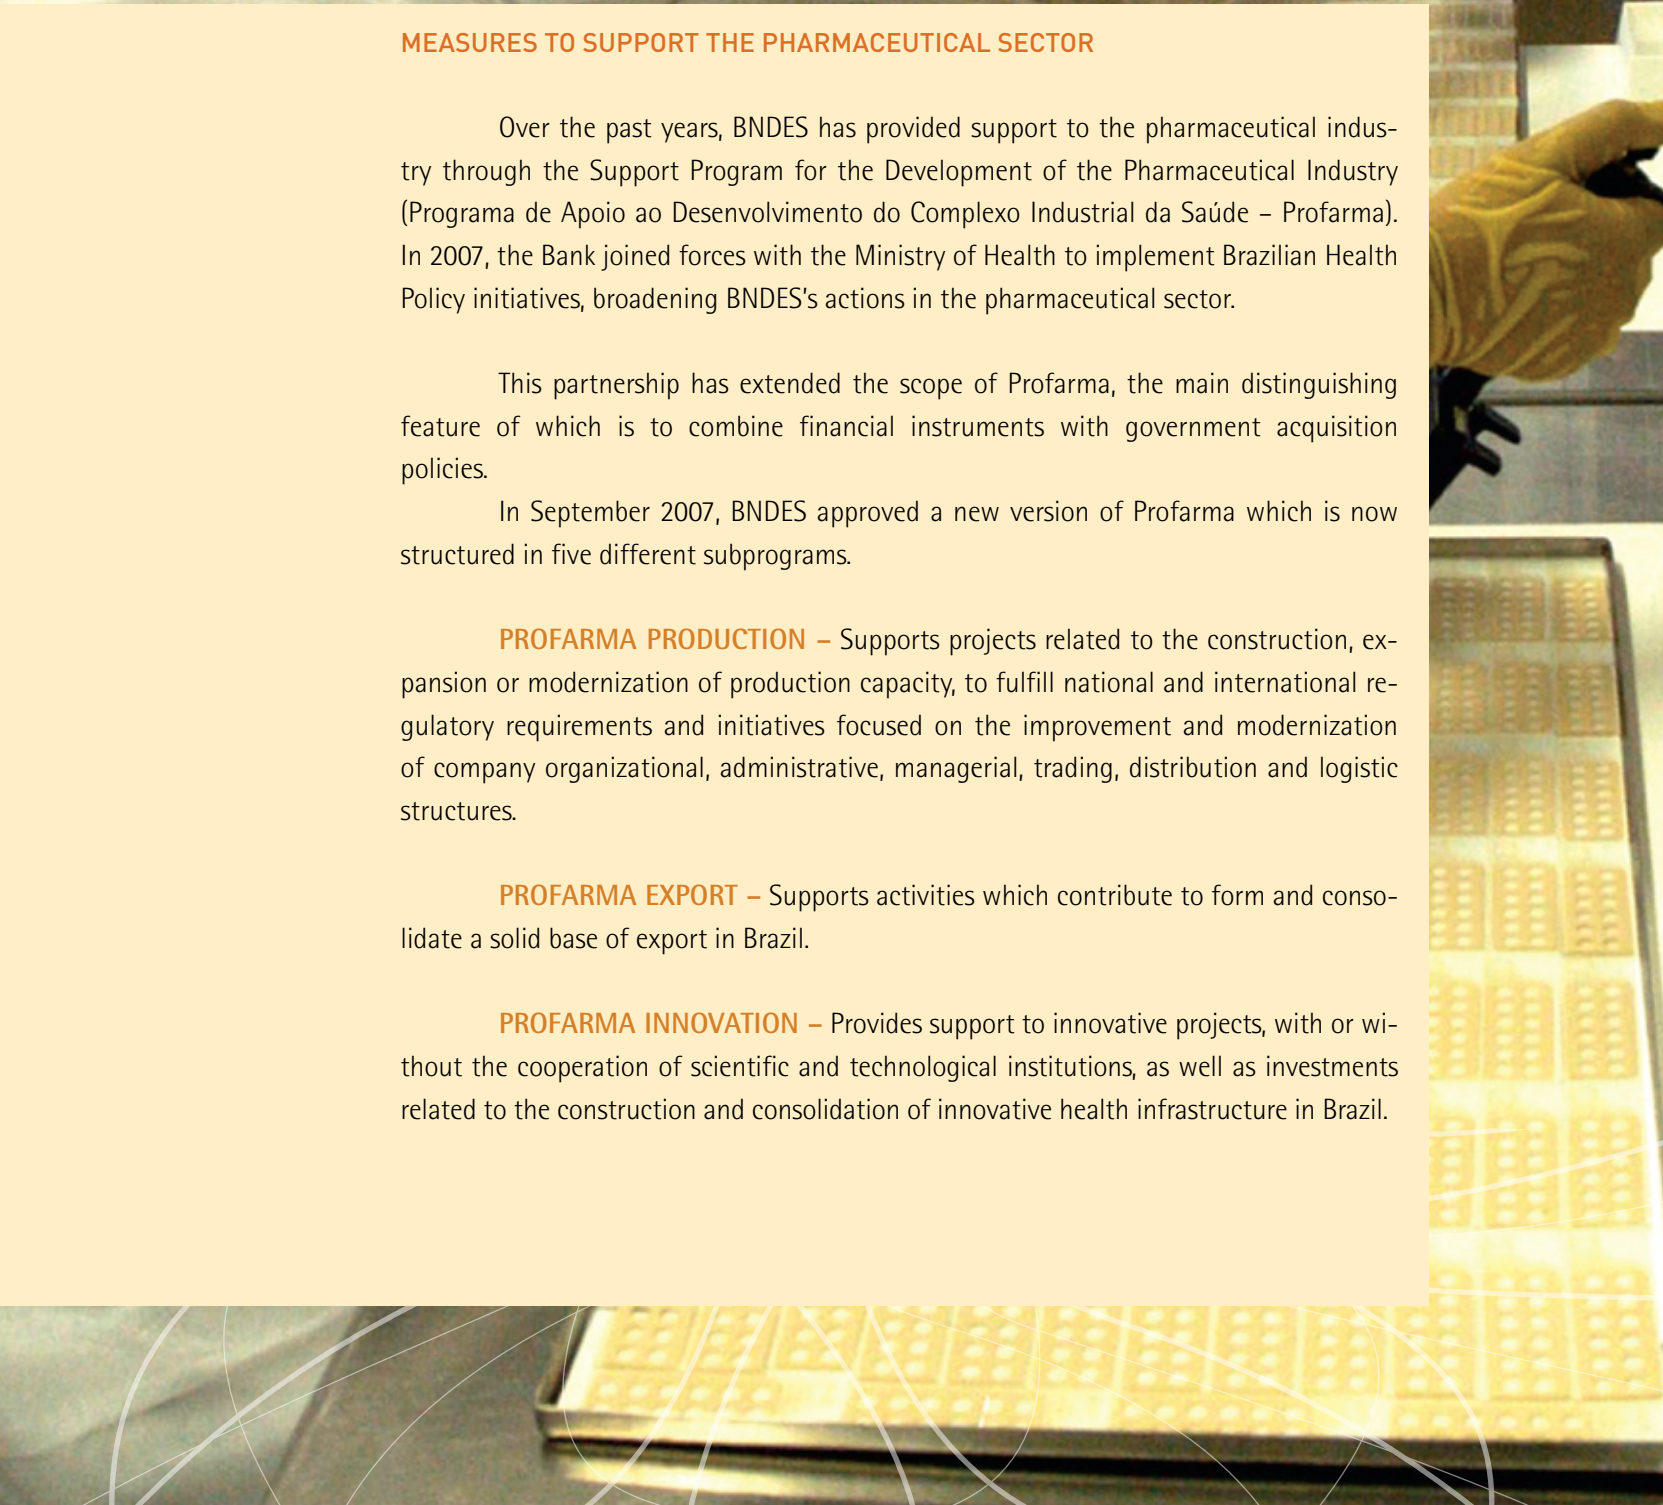 MEASURES TO SUPPORT THE PHARMACEUTICAL SECTOR
Over the past years, BNDES has provided support to the pharmaceutical indus-
try through the Support Program for the Development of the Pharmaceutical Industry
(Programa de Apoio ao Desenvolvimento do Complexo Industrial da Saúde – Profarma).
In 2007, the Bank joined forces with the Ministry of Health to implement Brazilian Health
Policy initiatives, broadening BNDES's actions in the pharmaceutical sector.
This partnership has extended the scope of Profarma, the main distinguishing
feature of which is to combine financial instruments with government acquisition
policies.
In September 2007, BNDES approved a new version of Profarma which is now
structured in five different subprograms.
PROFARMA PRODUCTION – Supports projects related to the construction, ex-
pansion or modernization of production capacity, to fulfill national and international re-
gulatory requirements and initiatives focused on the improvement and modernization
of company organizational, administrative, managerial, trading, distribution and logistic
structures.
PROFARMA EXPORT – Supports activities which contribute to form and conso-
lidate a solid base of export in Brazil.
PROFARMA INNOVATION – Provides support to innovative projects, with or wi-
thout the cooperation of scientific and technological institutions, as well as investments
related to the construction and consolidation of innovative health infrastructure in Brazil.